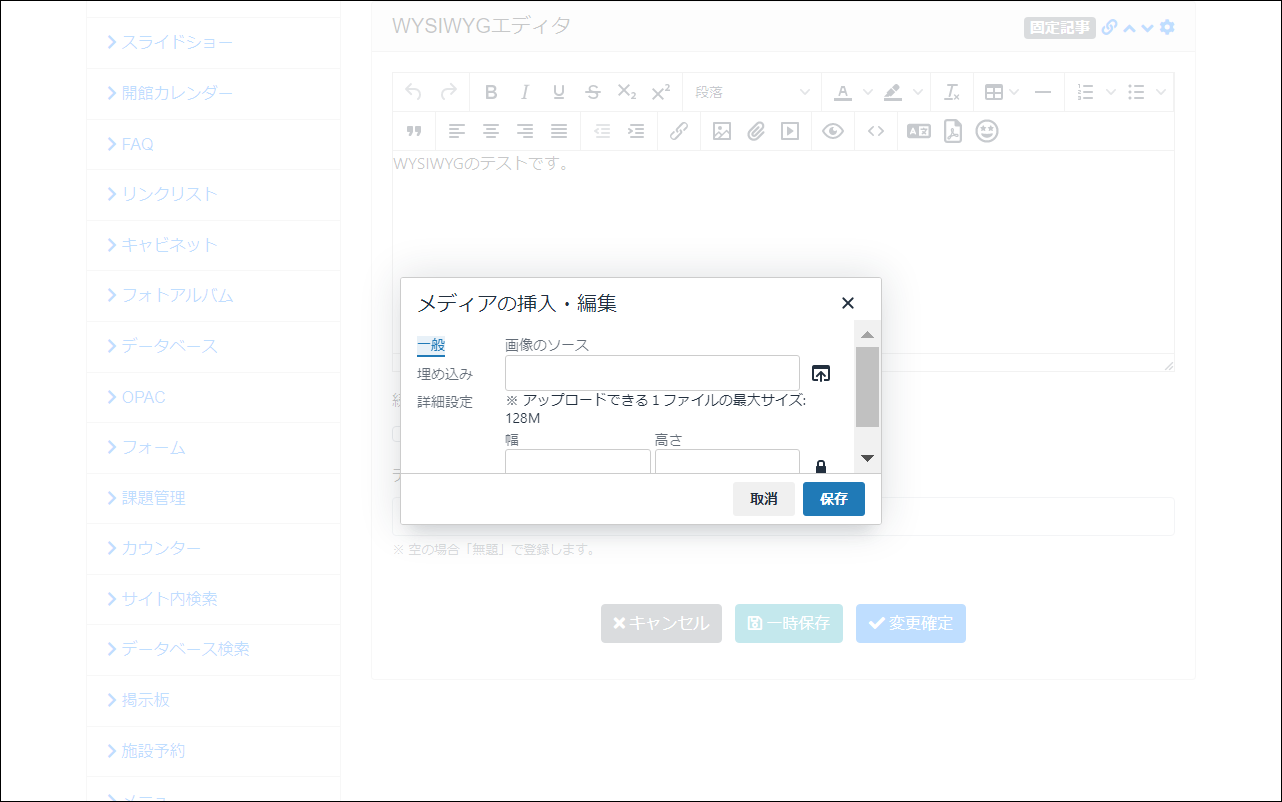 スライドショー
開館カレンダー
FAQ
リンクリスト
キャビネット
フォトアルバム
データベース
OPAC
フォーム
課題管理
カウンター
サイト内検索
データベース検索
掲示板
施設予約
WYSIWYGエディタ
固定記事
段落
WYSIWYGのテストです。
メディアの挿入・編集
一般
埋め込み
詳細設定
画像のソース
※ アップロードできる１ファイルの最大サイズ:
128M
幅 高さ
取消 保存
※ 空の場合「無題」で登録します。
キャンセル 一時保存 変更確定